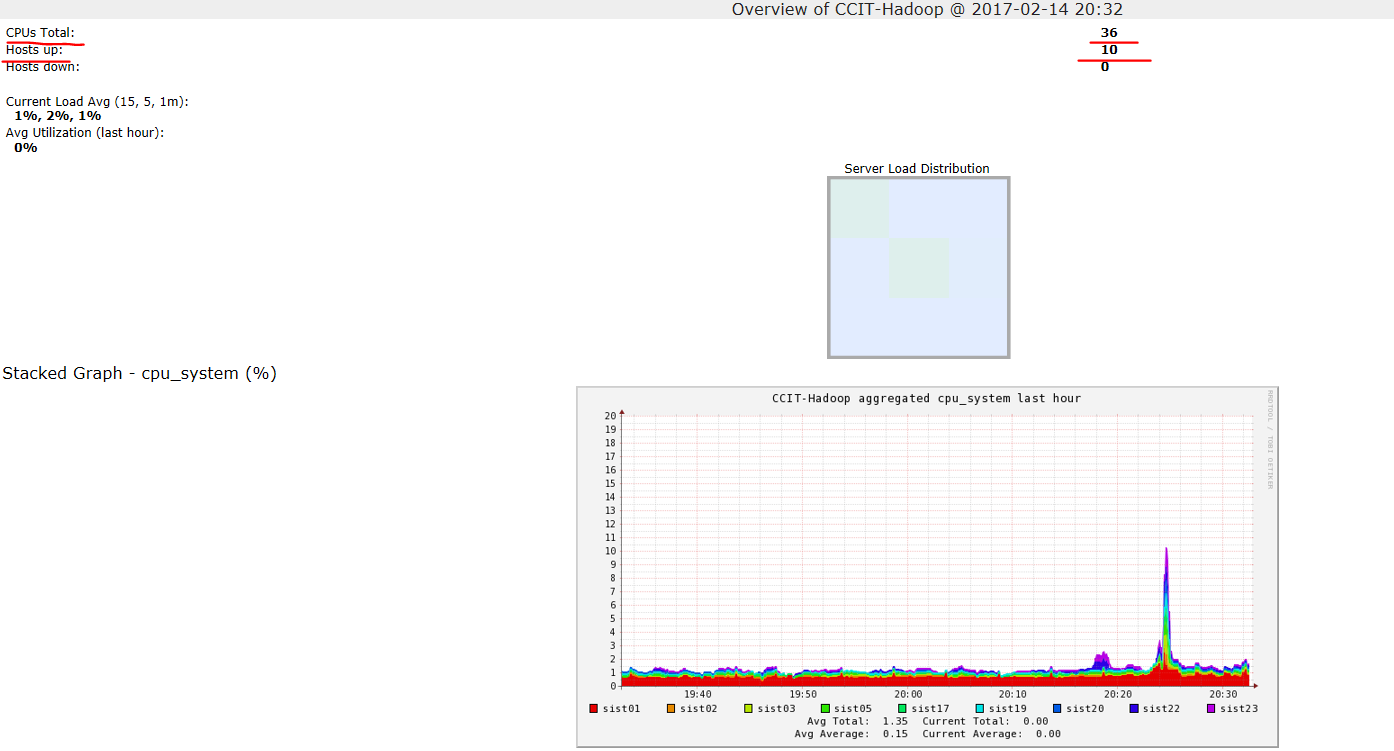 Overview of CCIT-Hadoop @ 2017-02-14 20:32
CPUs Total: 36
Hosts up: 10
Hosts down: 0
Current Load Avg (15, 5, 1m):
1%, 2%, 1%
Avg Utilization (last hour):
0%
Server Load Distribution
Stacked Graph - cpu_system (%)
CCIT-Hadoop aggregated cpu_system last hour
RRDTOOL / TOBI OETIKER
20
19
18
17
16
15
14
13
12
11
10
9
8
7
6
5
4
3
2
1
0
19:40 19:50 20:00 20:10 20:20 20:30
sist01 sist02 sist03 sist05 sist17 sist19 sist20 sist22 sist23
Avg Total: 1.35 Current Total: 0.00
Avg Average: 0.15 Current Average: 0.00